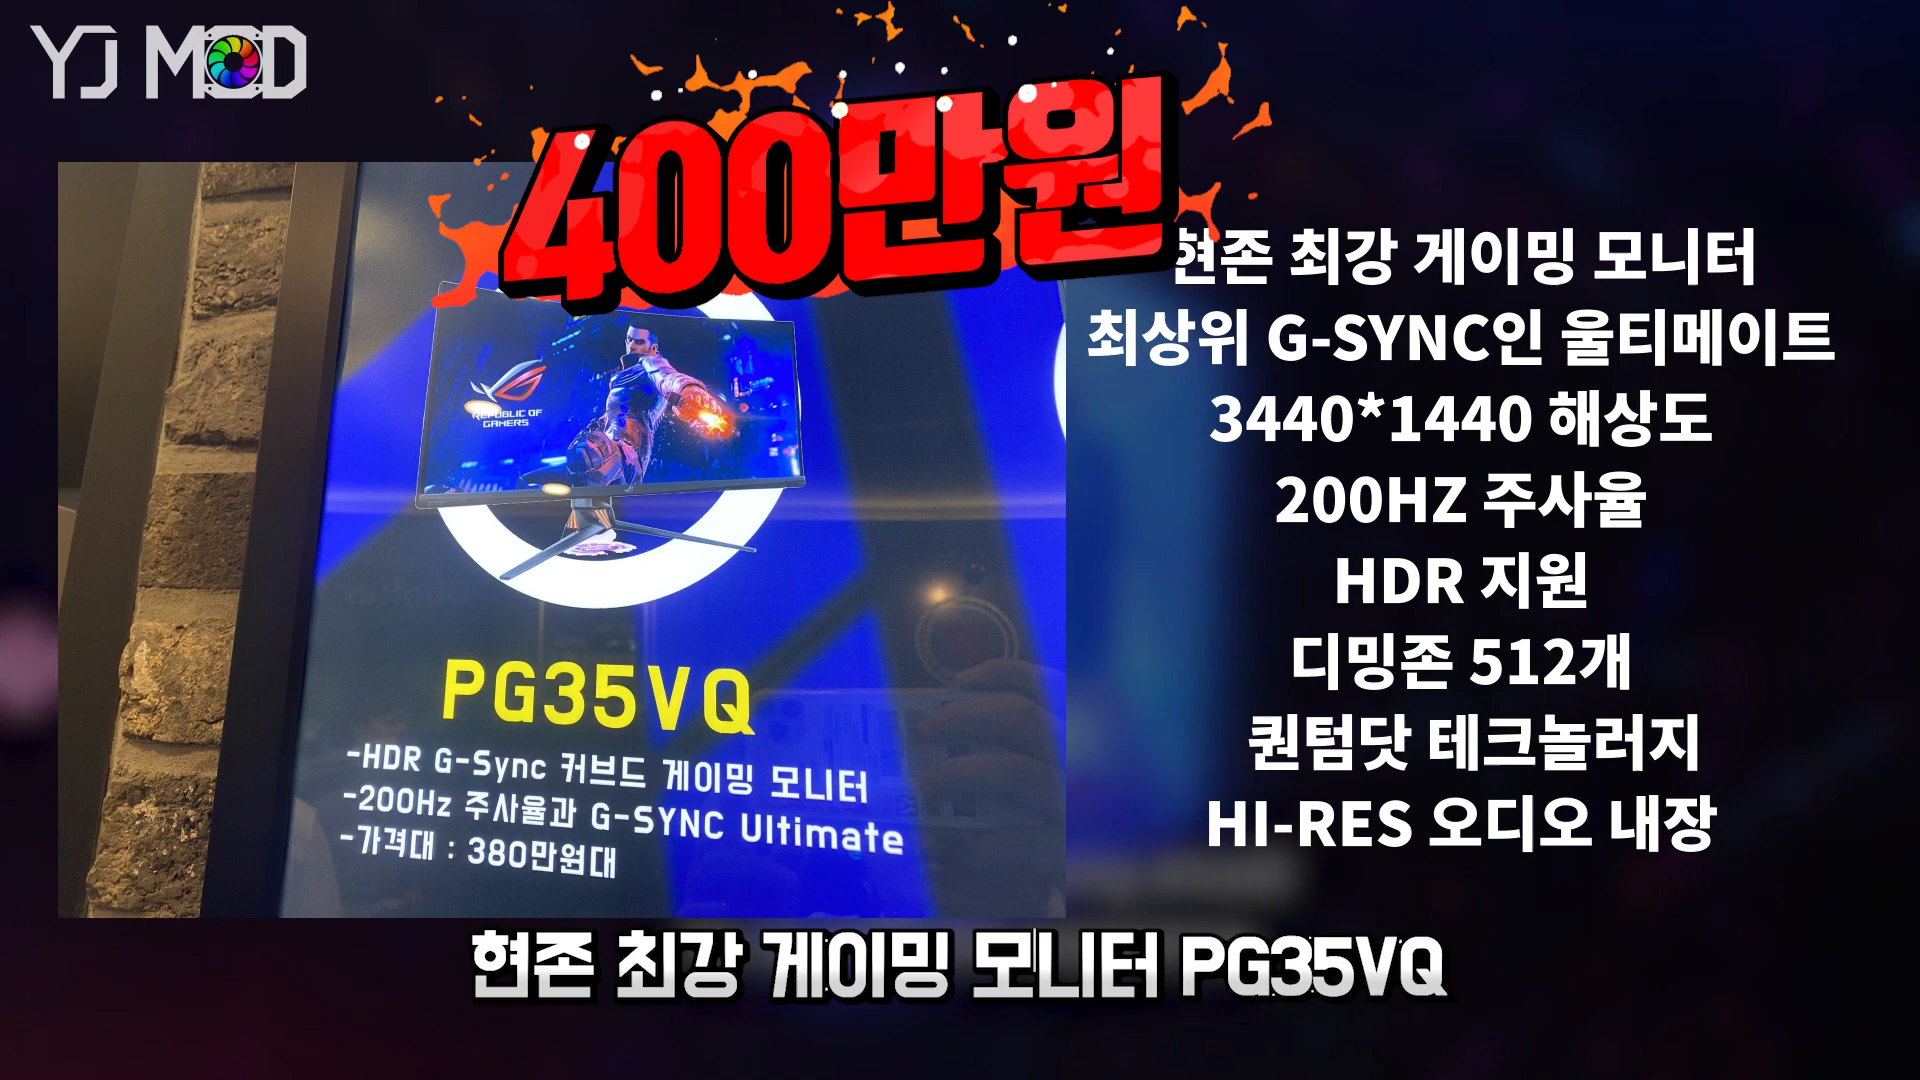 YJ MOD
400만원
현존 최강 게이밍 모니터
최상위 G-SYNC인 울티메이트
3440*1440 해상도
200HZ 주사율
HDR 지원
디밍존 512개
퀀텀닷 테크놀러지
HI-RES 오디오 내장
REPUBLIC OF
GAMERS
PG35VQ
-HDR G-Sync 커브드 게이밍 모니터
-200Hz 주사율과 G-SYNC Ultimate
-가격대 : 380만원대
현존 최강 게이밍 모니터 PG35VQ